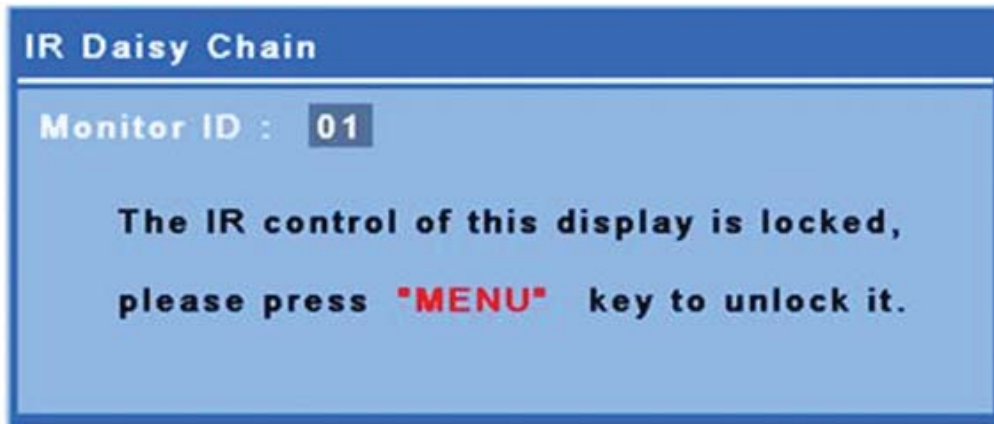 IR Daisy Chain
Monitor ID : 01
The IR control of this display is locked,
please press "MENU" key to unlock it.